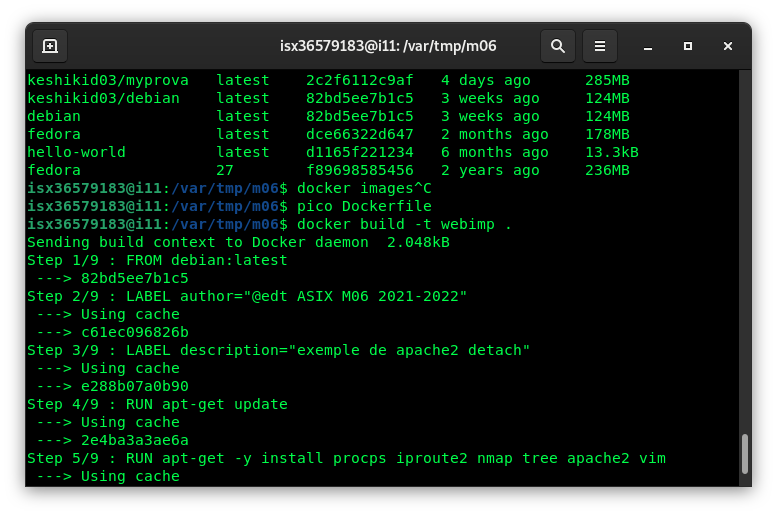 isx36579183@i11: /var/tmp/m06
keshikid03/myprova   latest    2c2f6112c9af   4 days ago      285MB
keshikid03/debian    latest    82bd5ee7b1c5   3 weeks ago     124MB
debian               latest    82bd5ee7b1c5   3 weeks ago     124MB
fedora               latest    dce66322d647   2 months ago    178MB
hello-world          latest    d1165f221234   6 months ago    13.3kB
fedora               27        f89698585456   2 years ago     236MB
isx36579183@i11:/var/tmp/m06$ docker images^C
isx36579183@i11:/var/tmp/m06$ pico Dockerfile
isx36579183@i11:/var/tmp/m06$ docker build -t webimp .
Sending build context to Docker daemon  2.048kB
Step 1/9 : FROM debian:latest
 ---> 82bd5ee7b1c5
Step 2/9 : LABEL author="@edt ASIX M06 2021-2022"
 ---> Using cache
 ---> c61ec096826b
Step 3/9 : LABEL description="exemple de apache2 detach"
 ---> Using cache
 ---> e288b07a0b90
Step 4/9 : RUN apt-get update
 ---> Using cache
 ---> 2e4ba3a3ae6a
Step 5/9 : RUN apt-get -y install procps iproute2 nmap tree apache2 vim
 ---> Using cache